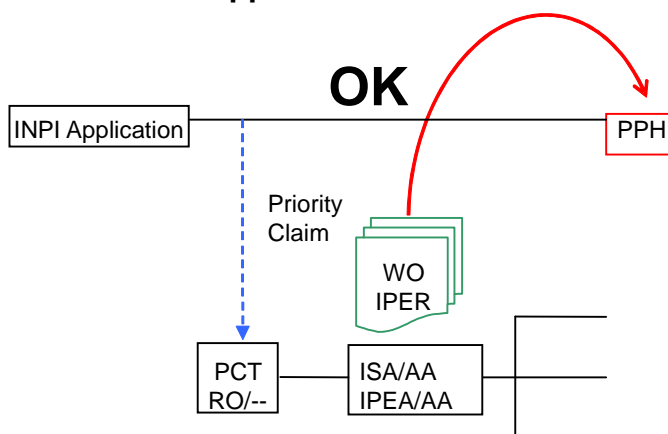 OK
INPI Application
PPH
Priority
Claim
WO
IPER
PCT
RO/--
ISA/AA
IPEA/AA